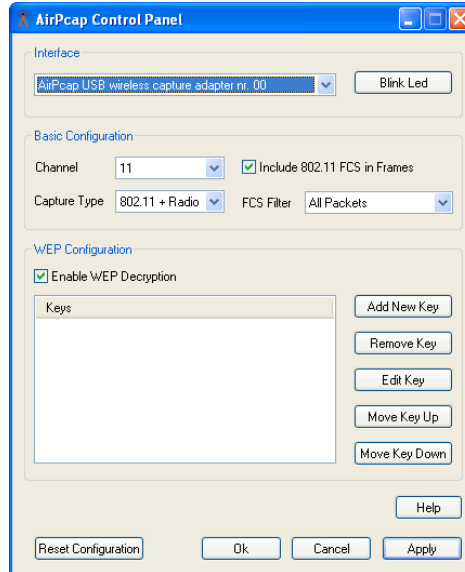 AirPcap Control Panel
Interface
AirPcap USB wireless capture adapter nr. 00
Blink Led
Basic Configuration
Channel 11 Include 802.11 FCS in Frames
Capture Type 802.11 + Radio FCS Filter All Packets
WEP Configuration
Enable WEP Decryption
Keys
Add New Key
Remove Key
Edit Key
Move Key Up
Move Key Down
Help
Reset Configuration Ok Cancel Apply